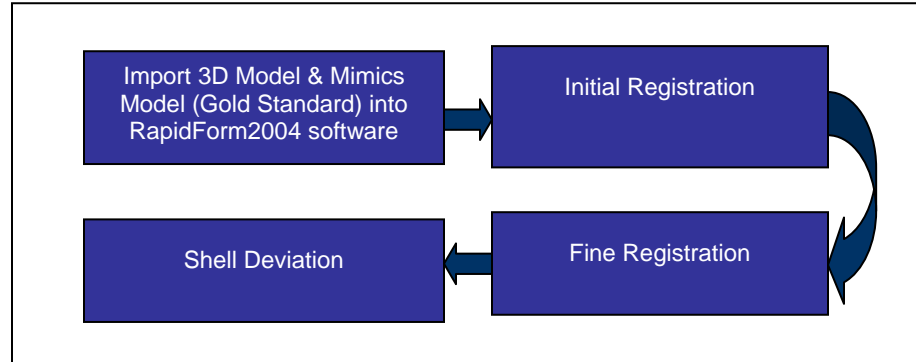 Import 3D Model & Mimics
Model (Gold Standard) into
RapidForm2004 software
Initial Registration
Fine Registration
Shell Deviation